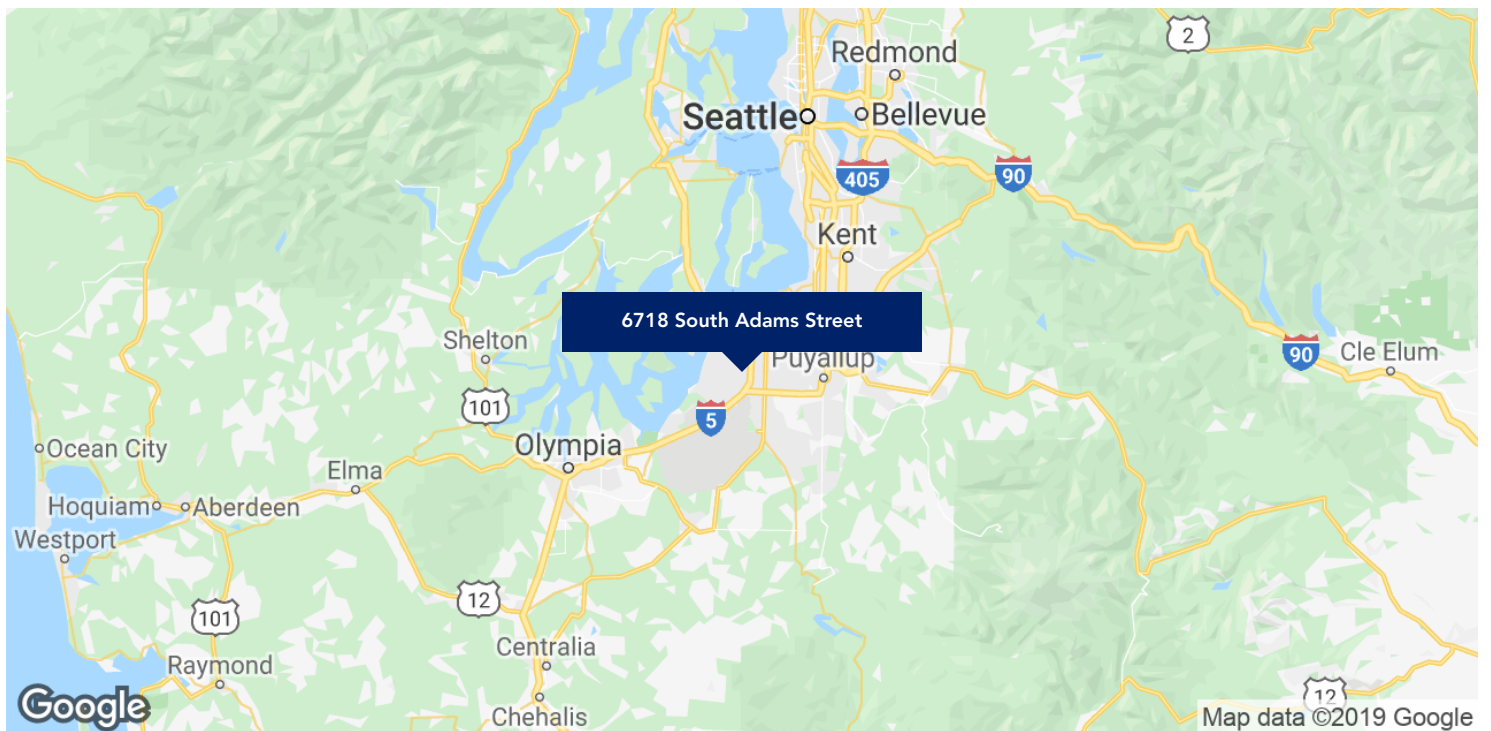 2
Redmond
Seattle
Bellevue
405
90
Kent
6718 South Adams Street
Shelton
Puyallup
90
Cle Elum
101
5
Ocean City
Olympia
Elma
Hoquiam
Aberdeen
Westport
12
101
Centralia
Raymond
12
Google
Chehalis
Map data ©2019 Google